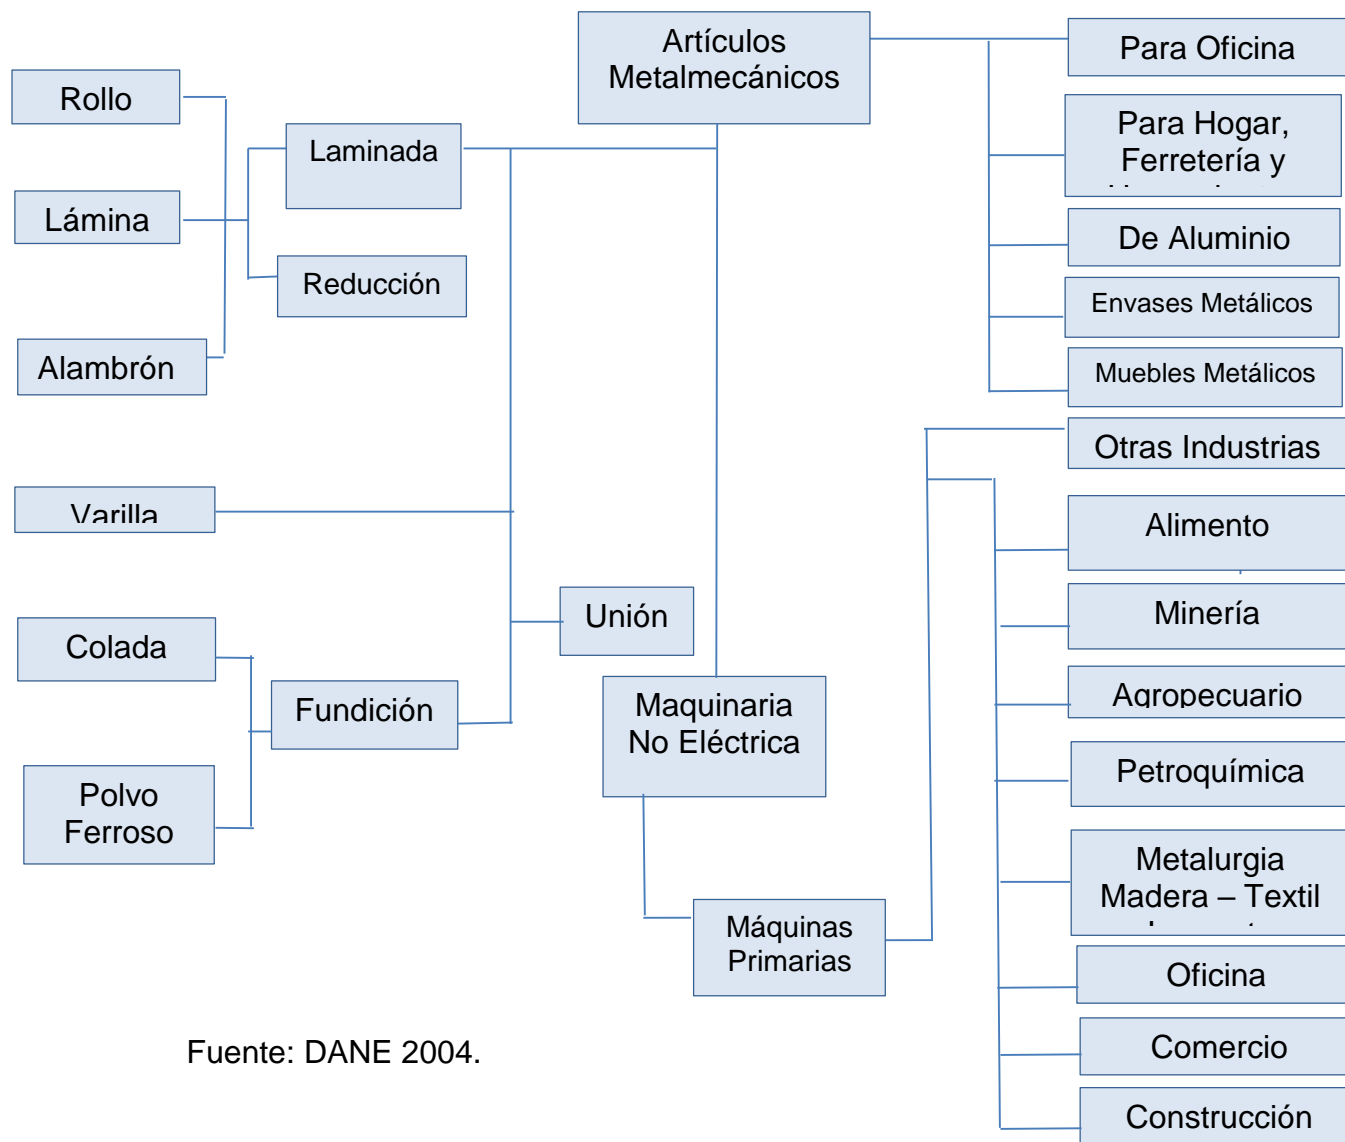 Artículos
Metalmecánicos
Para Oficina
Rollo
Para Hogar,
Ferretería y
Laminada
Lámina
De Aluminio
Reducción
Envases Metálicos
Alambrón
Muebles Metálicos
Otras Industrias
Varilla
Alimento
Minería
Unión
Colada
Agropecuario
Fundición
Maquinaria
No Eléctrica
Petroquímica
Polvo
Ferroso
Metalurgia
Madera – Textil
Máquinas
Primarias
Oficina
Comercio
Construcción
Fuente: DANE 2004.